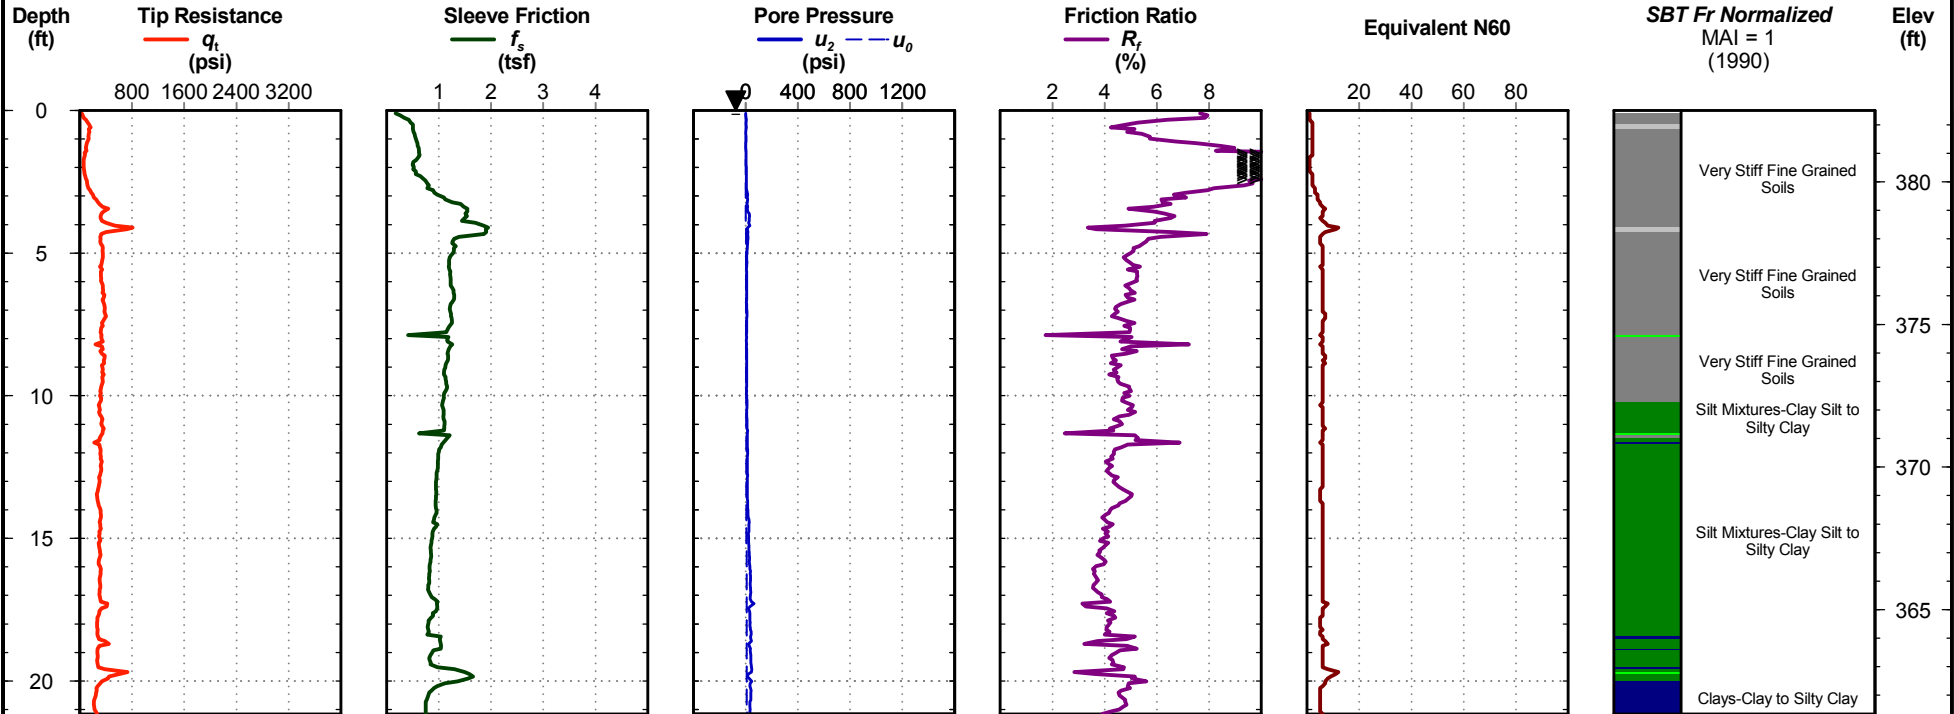 Depth
(ft)
Tip Resistance
qt
(psi)
Sleeve Friction
fs
(tsf)
Pore Pressure
u2
u0
(psi)
Friction Ratio
Rf
(%)
Equivalent N60
SBT Fr Normalized
MAI = 1
(1990)
Elev
(ft)
800 1600 2400 3200
1 2 3 4
0 400 800 1200
2 4 6 8
20 40 60 80
0
5
10
15
20
Very Stiff Fine Grained
Soils
Very Stiff Fine Grained
Soils
Very Stiff Fine Grained
Soils
Silt Mixtures-Clay Silt to
Silty Clay
Silt Mixtures-Clay Silt to
Silty Clay
Clays-Clay to Silty Clay
380
375
370
365